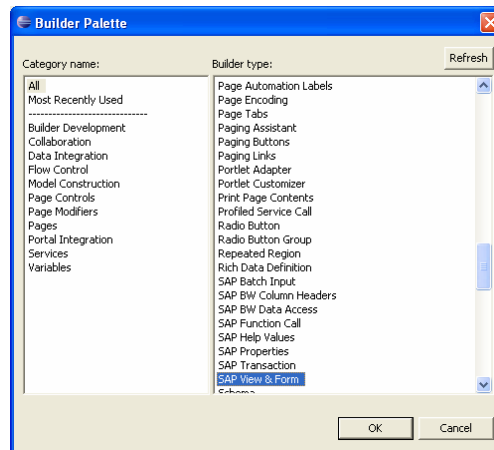 Builder Palette
Category name:
Builder type:
Refresh
All
Most Recently Used
------------------------------
Builder Development
Collaboration
Data Integration
Flow Control
Model Construction
Page Controls
Page Modifiers
Pages
Portal Integration
Services
Variables
Page Automation Labels
Page Encoding
Page Tabs
Paging Assistant
Paging Buttons
Paging Links
Portlet Adapter
Portlet Customizer
Print Page Contents
Profiled Service Call
Radio Button
Radio Button Group
Repeated Region
Rich Data Definition
SAP Batch Input
SAP BW Column Headers
SAP BW Data Access
SAP Function Call
SAP Help Values
SAP Properties
SAP Transaction
SAP View & Form
Schema
OK
Cancel